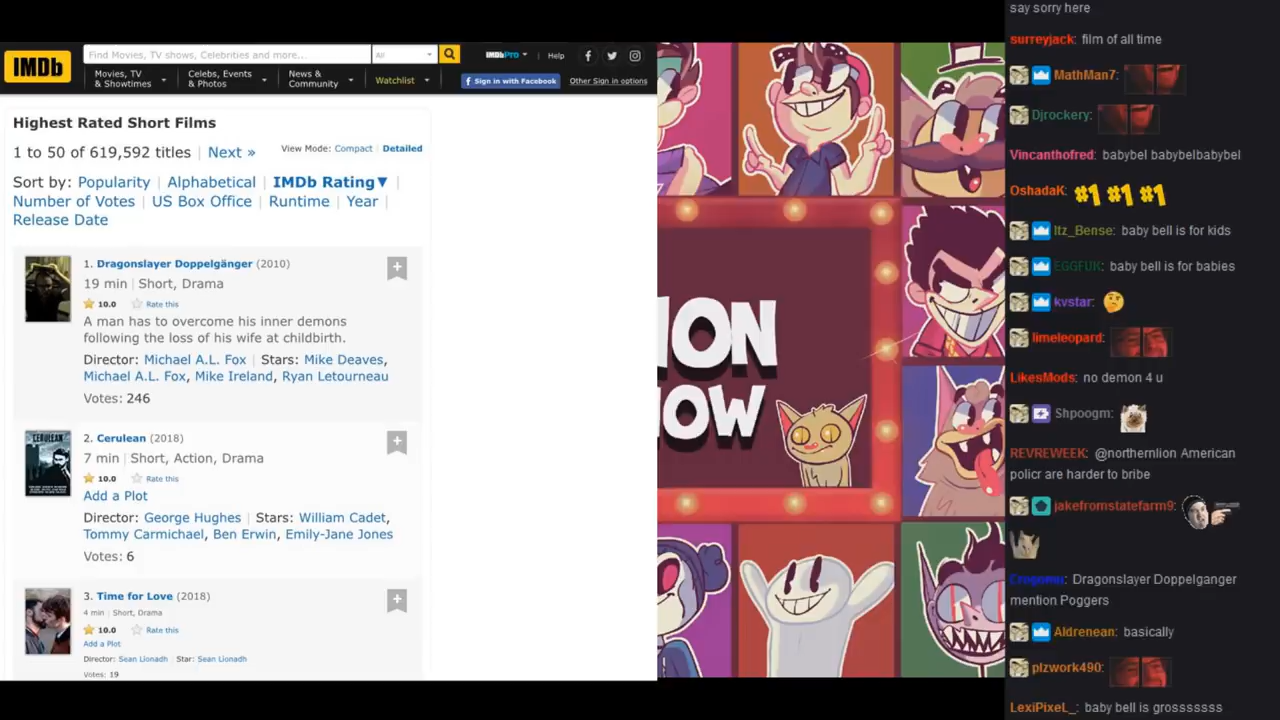 IMDb
Find Movies, TV shows, Celebrities and more...
All
IMDbPro
Help
Movies, TV
& Showtimes
Celebs, Events
& Photos
News &
Community
Watchlist
f Sign in with Facebook
Other Sign in options
Highest Rated Short Films
1 to 50 of 619,592 titles | Next »
View Mode: Compact | Detailed
Sort by: Popularity | Alphabetical | IMDb Rating▼ |
Number of Votes | US Box Office | Runtime | Year |
Release Date
1. Dragonslayer Doppelgänger (2010)
19 min | Short, Drama
10.0 Rate this
A man has to overcome his inner demons
following the loss of his wife at childbirth.
Director: Michael A.L. Fox | Stars: Mike Deaves,
Michael A.L. Fox, Mike Ireland, Ryan Letourneau
Votes: 246
CERULEAN
2. Cerulean (2018)
7 min | Short, Action, Drama
10.0 Rate this
Add a Plot
Director: George Hughes | Stars: William Cadet,
Tommy Carmichael, Ben Erwin, Emily-Jane Jones
Votes: 6
3. Time for Love (2018)
4 min | Short, Drama
10.0 Rate this
Add a Plot
Director: Sean Lionadh | Star: Sean Lionadh
Votes: 19
ION
OW
say sorry here
surreyjack: film of all time
MathMan7:
Djrockery:
Vincanthofred: babybel babybelbabybel
OshadaK: #1 #1 #1
Itz_Bense: baby bell is for kids
EGGFUK: baby bell is for babies
kvstar:
limeleopard:
LikesMods: no demon 4 u
Shpoogm:
REVREWEEK: @northernlion American
policr are harder to bribe
jakefromstatefarm9:
Dragonslayer Doppelganger
mention Poggers
Aldrenean: basically
plzwork490:
LexiPixeL_: baby bell is grosssssss